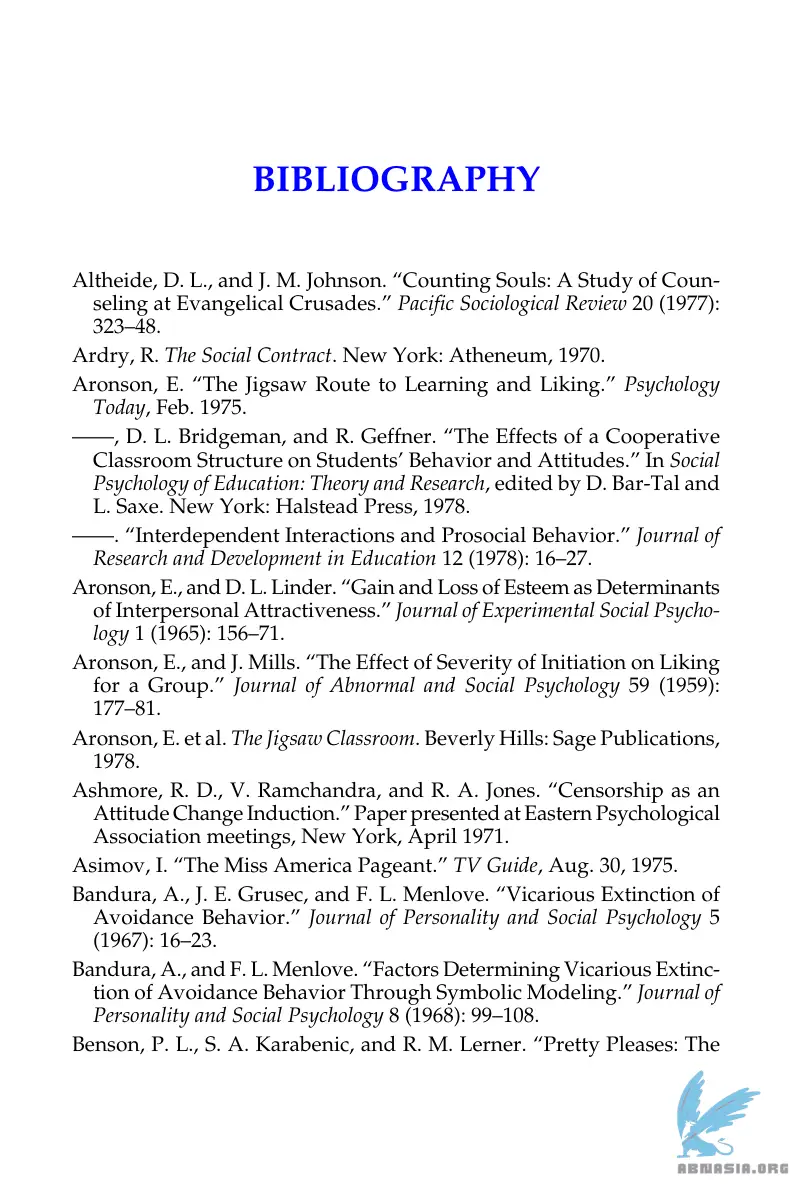 BIBLIOGRAPHY
Altheide, D. L., and J. M. Johnson. “Counting Souls: A Study of Coun-
seling at Evangelical Crusades.” Pacific Sociological Review 20 (1977):
323–48.
Ardry, R. The Social Contract. New York: Atheneum, 1970.
Aronson, E. “The Jigsaw Route to Learning and Liking.” Psychology
Today, Feb. 1975.
——, D. L. Bridgeman, and R. Geffner. “The Effects of a Cooperative
Classroom Structure on Students’ Behavior and Attitudes.” In Social
Psychology of Education: Theory and Research, edited by D. Bar-Tal and
L. Saxe. New York: Halstead Press, 1978.
——. “Interdependent Interactions and Prosocial Behavior.” Journal of
Research and Development in Education 12 (1978): 16–27.
Aronson, E., and D. L. Linder. “Gain and Loss of Esteem as Determinants
of Interpersonal Attractiveness.” Journal of Experimental Social Psycho-
logy 1 (1965): 156–71.
Aronson, E., and J. Mills. “The Effect of Severity of Initiation on Liking
for a Group.” Journal of Abnormal and Social Psychology 59 (1959):
177–81.
Aronson, E. et al. The Jigsaw Classroom. Beverly Hills: Sage Publications,
1978.
Ashmore, R. D., V. Ramchandra, and R. A. Jones. “Censorship as an
Attitude Change Induction.” Paper presented at Eastern Psychological
Association meetings, New York, April 1971.
Asimov, I. “The Miss America Pageant.” TV Guide, Aug. 30, 1975.
Bandura, A., J. E. Grusec, and F. L. Menlove. “Vicarious Extinction of
Avoidance Behavior.” Journal of Personality and Social Psychology 5
(1967): 16–23.
Bandura, A., and F. L. Menlove. “Factors Determining Vicarious Extinc-
tion of Avoidance Behavior Through Symbolic Modeling.” Journal of
Personality and Social Psychology 8 (1968): 99–108.
Benson, P. L., S. A. Karabenic, and R. M. Lerner. “Pretty Pleases: The
ABNASIA.ORG